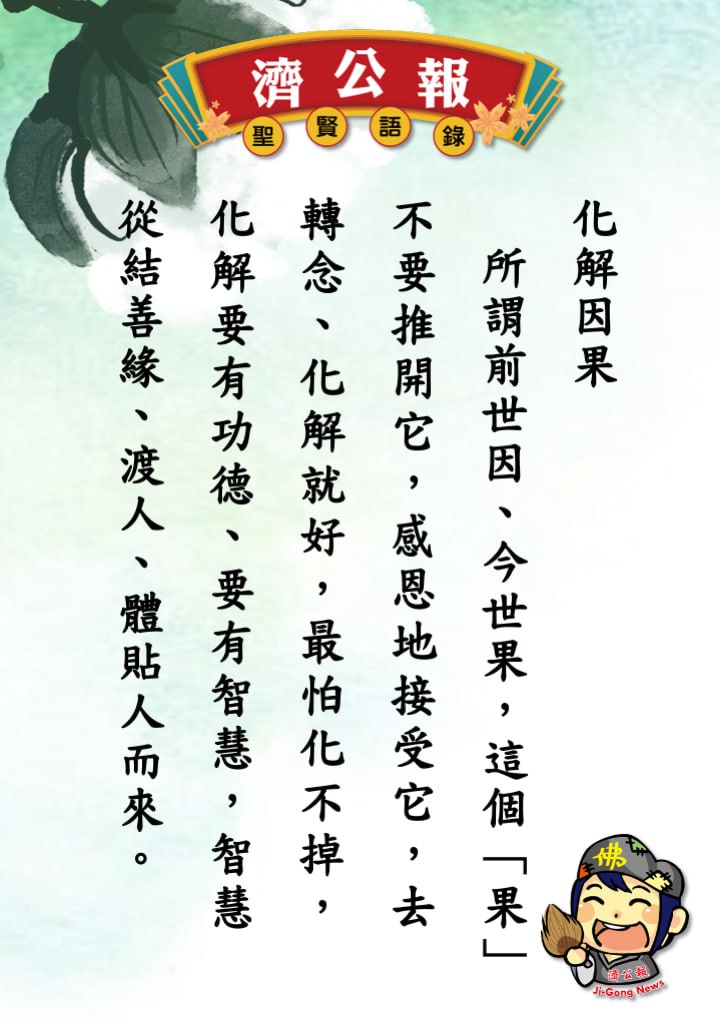 濟公報
聖賢語錄
化解因果
所謂前世因、今世果，這個「果」
不要推開它，感恩地接受它，去
轉念、化解就好，最怕化不掉，
化解要有功德、要有智慧，智慧
從結善緣、渡人、體貼人而來。
佛
濟公報
Ji-Gong News